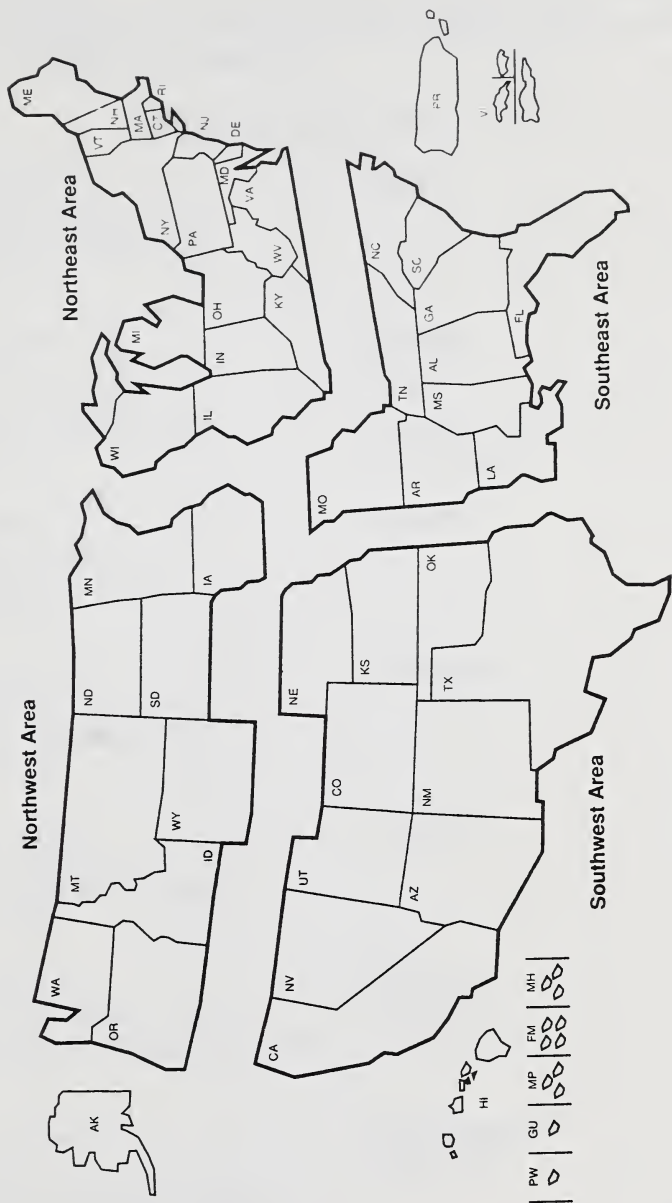 Northwest Area
WA
OR
MT
ID
WY
ND
SD
MN
IA
AK
Northeast Area
WI
MI
IL
IN
OH
KY
WV
VA
MD
DE
PA
NJ
NY
CT
RI
MA
VT
NH
ME
Southwest Area
CA
NV
UT
AZ
CO
NM
NE
KS
OK
TX
HI
PW
GU
MP
FM
MH
Southeast Area
MO
AR
LA
TN
MS
AL
GA
FL
SC
NC
PR
VI